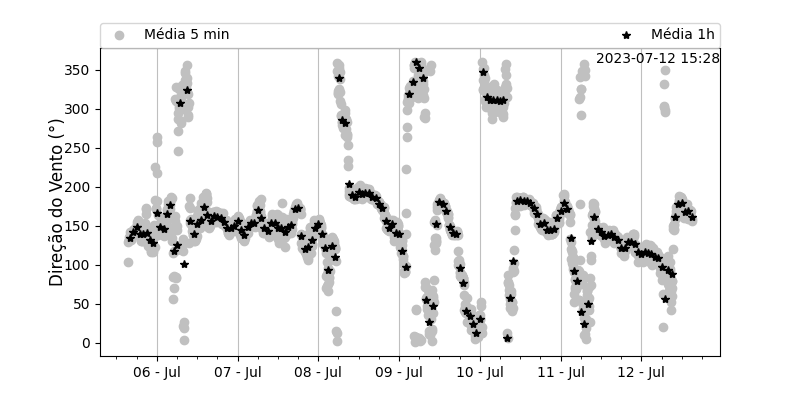 Média 5 min
Média 1h
2023-07-12 15:28
Direção do Vento (°)
350
300
250
200
150
100
50
0
06 - Jul
07 - Jul
08 - Jul
09 - Jul
10 - Jul
11 - Jul
12 - Jul